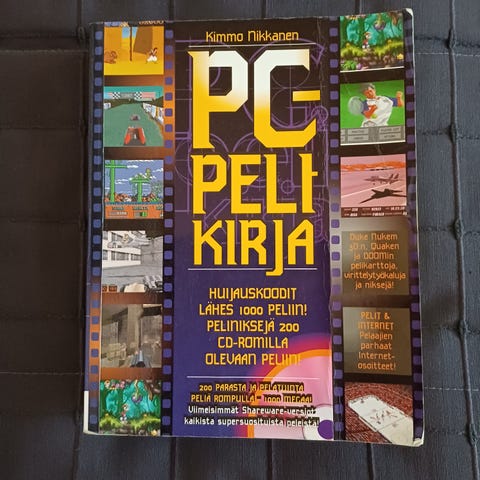 Kimmo Nikkanen
PC-
PELI-
KIRJA
HUIJAUSKOODIT
LÄHES 1000 PELIIN!
PELINIKSEJÄ 200
CD-ROMILLA
OLEVAAN PELIIN!
200 PARASTA JA PELATUINTA
PELIÄ ROMPULLA - 1000 MEGAA!
Viimeisimmät Shareware-versiot
kaikista supersuosituista peleistä!
Duke Nukem
3D:n, Quaken
ja DOOMin
pelikarttoja,
virittelytyökaluja
ja niksejä!
PELIT &
INTERNET
Pelaajien
parhaat
Internet-
osoitteet!